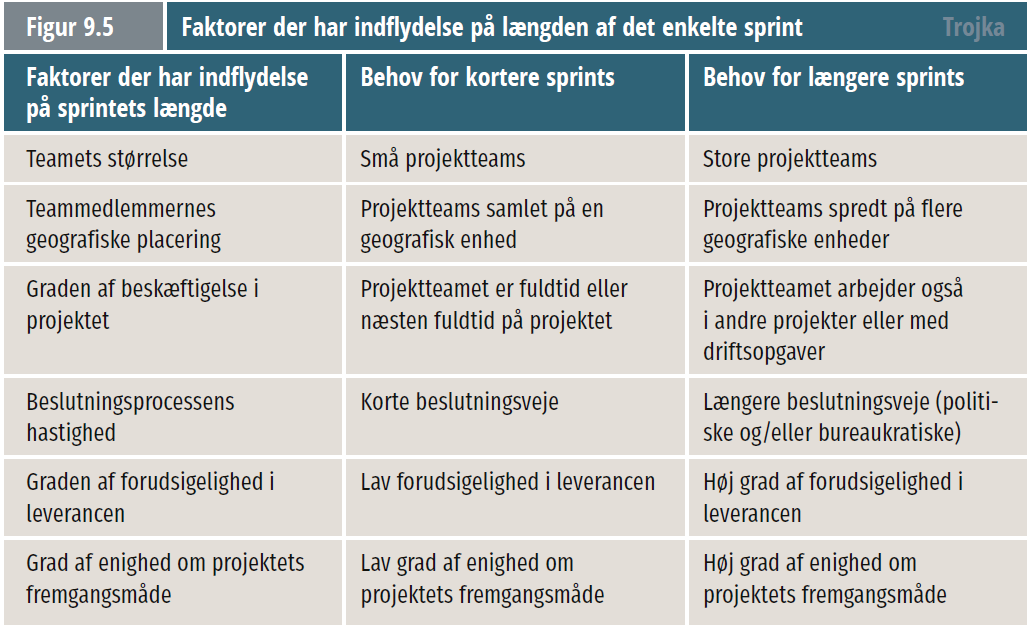 Figur 9.5
Faktorer der har indflydelse på længden af det enkelte sprint
Trojka
Faktorer der har indflydelse
på sprintets længde
Behov for kortere sprints
Behov for længere sprints
Teamets størrelse
Små projektteams
Store projektteams
Teammedlemmernes
geografiske placering
Projektteams samlet på en
geografisk enhed
Projektteams spredt på flere
geografiske enheder
Graden af beskæftigelse i
projektet
Projektteamet er fuldtid eller
næsten fuldtid på projektet
Projektteamet arbejder også
i andre projekter eller med
driftsopgaver
Beslutningsprocessens
hastighed
Korte beslutningsveje
Længere beslutningsveje (politi-
ske og/eller bureaukratiske)
Graden af forudsigelighed i
leverancen
Lav forudsigelighed i leverancen
Høj grad af forudsigelighed i
leverancen
Grad af enighed om projektets
fremgangsmåde
Lav grad af enighed om
projektets fremgangsmåde
Høj grad af enighed om
projektets fremgangsmåde